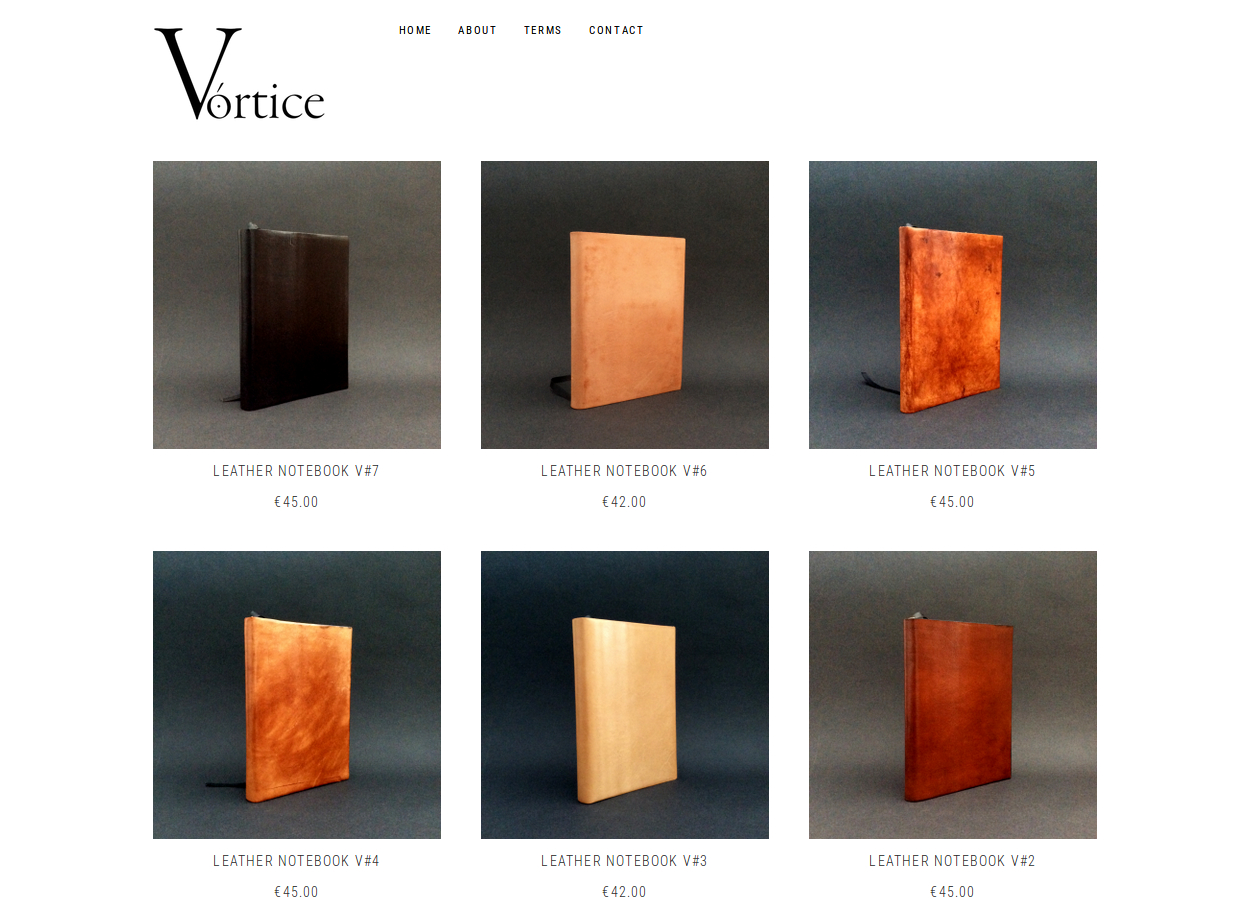 Vórtice
HOME ABOUT TERMS CONTACT
LEATHER NOTEBOOK V#7
€45.00
LEATHER NOTEBOOK V#6
€42.00
LEATHER NOTEBOOK V#5
€45.00
LEATHER NOTEBOOK V#4
€45.00
LEATHER NOTEBOOK V#3
€42.00
LEATHER NOTEBOOK V#2
€45.00